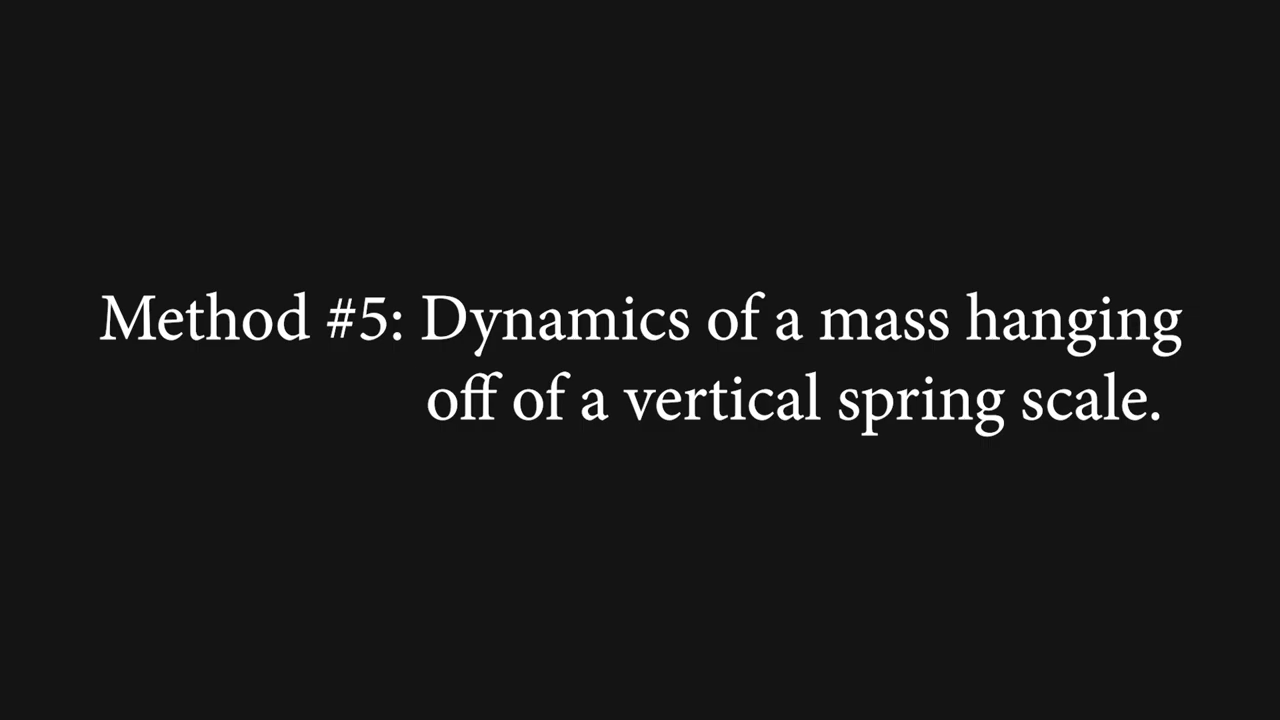 Method #5: Dynamics of a mass hanging
off of a vertical spring scale.